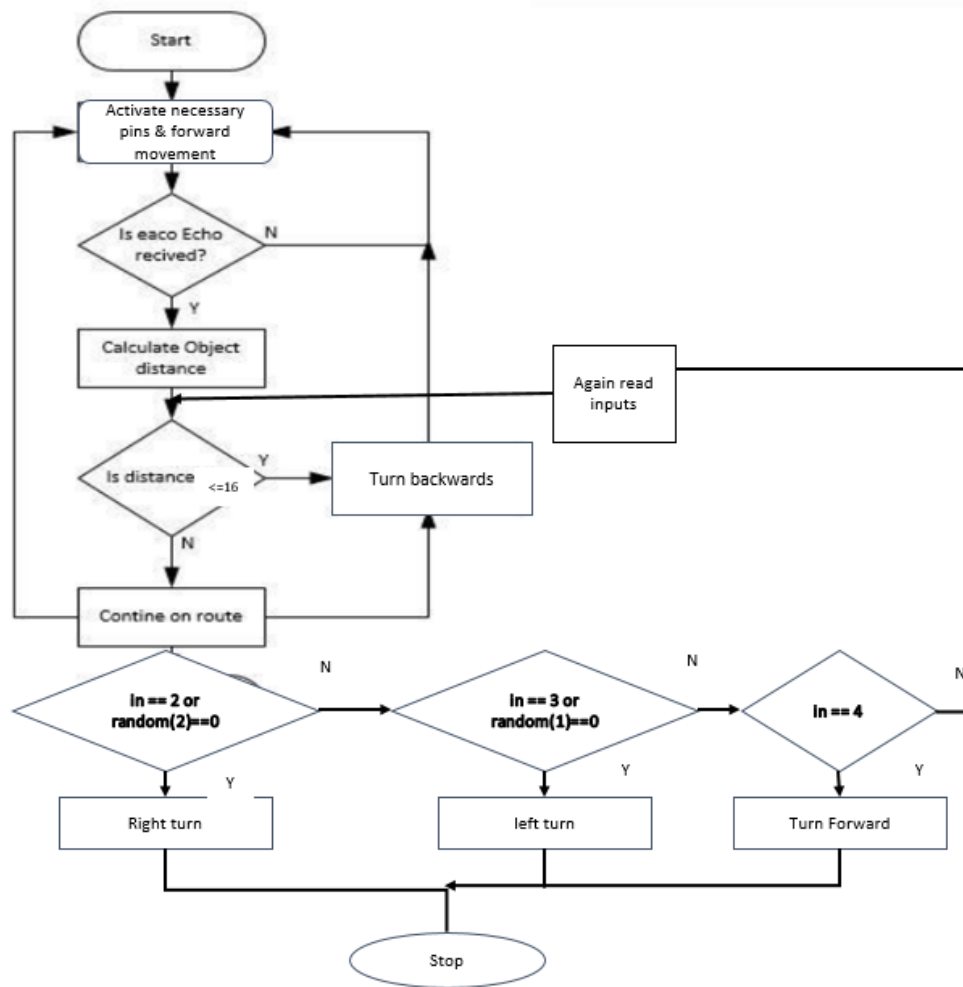 Start
Activate necessary
pins & forward
movement
Is eaco Echo
recived?
N
Y
Calculate Object
distance
Again read
inputs
Is distance
<=16
Y
Turn backwards
N
Contine on route
N
N
N
in == 2 or
random(2)==0
in == 3 or
random(1)==0
in == 4
Y
Y
Y
Right turn
left turn
Turn Forward
Stop